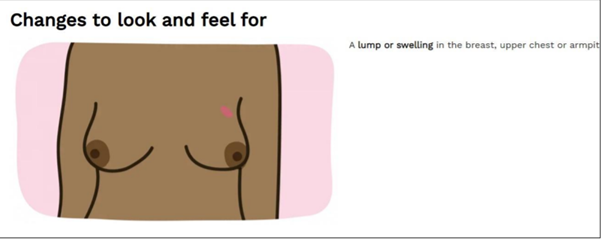 Changes to look and feel for
A lump or swelling in the breast, upper chest or armpit